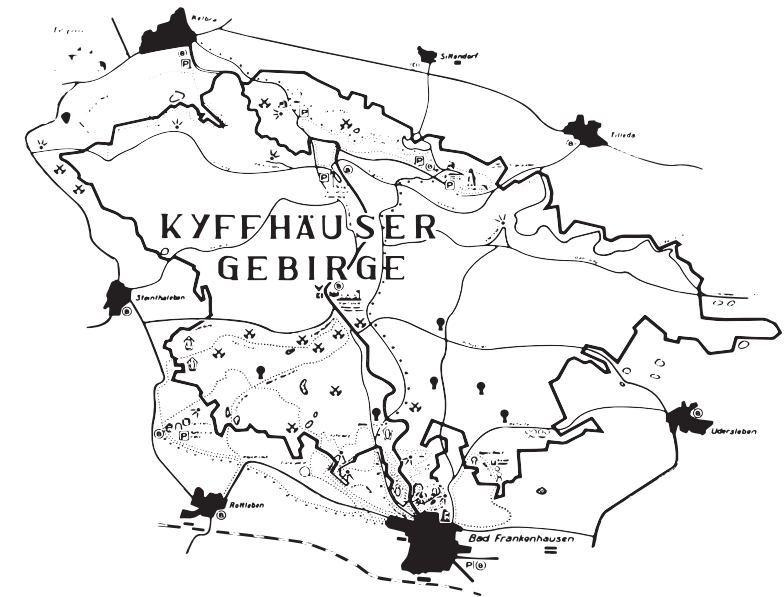 Kelbra
Sittendorf
Tilleda
P
P
P
P
P
KYFFHÄUSER
GEBIRGE
Steinthaleben
P
Udersleben
Rottleben
Bad Frankenhausen
P